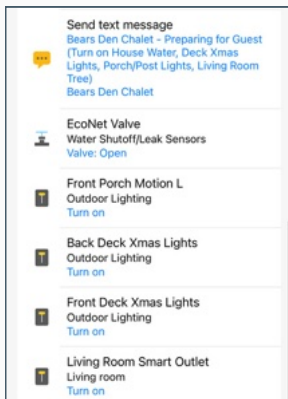 Send text message
Bears Den Chalet - Preparing for Guest
(Turn on House Water, Deck Xmas
Lights, Porch/Post Lights, Living Room
Tree)
Bears Den Chalet
EcoNet Valve
Water Shutoff/Leak Sensors
Valve: Open
Front Porch Motion L
Outdoor Lighting
Turn on
Back Deck Xmas Lights
Outdoor Lighting
Turn on
Front Deck Xmas Lights
Outdoor Lighting
Turn on
Living Room Smart Outlet
Living room
Turn on